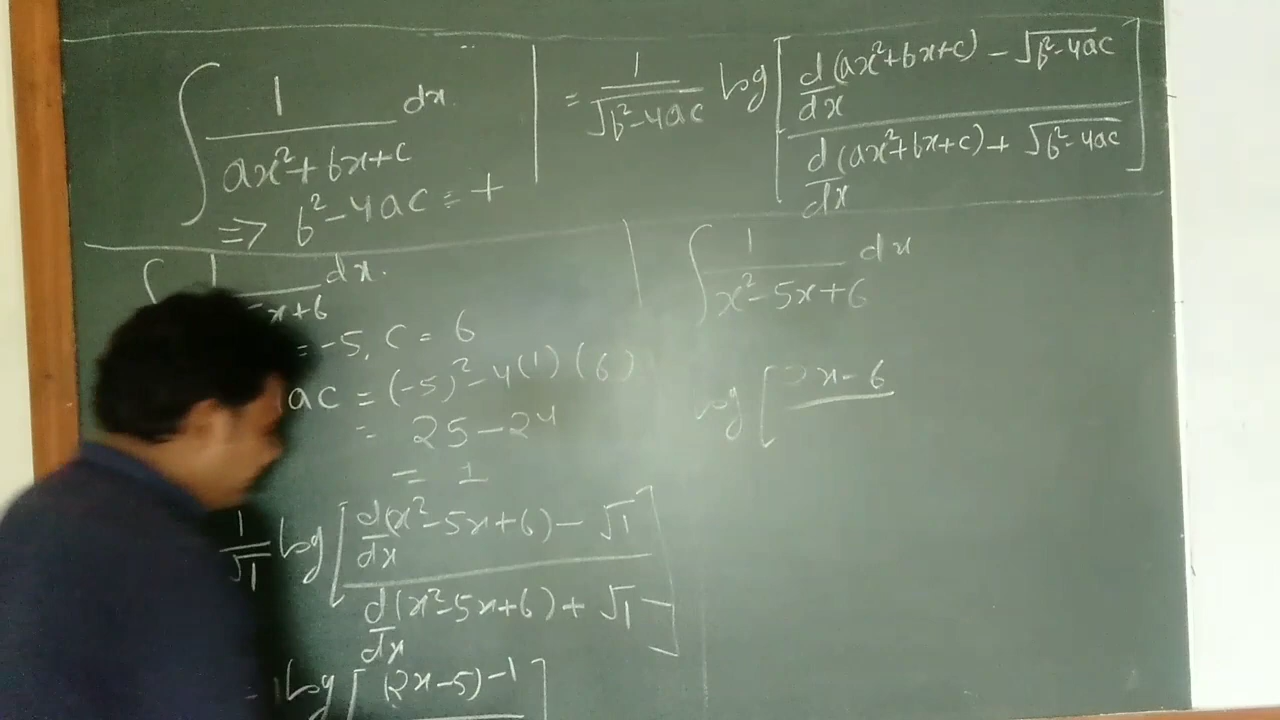 ∫ 1/(ax²+bx+c) dx
⇒ b²-4ac = +
= 1/√(b²-4ac) log[(d/dx(ax²+bx+c) - √(b²-4ac))/(d/dx(ax²+bx+c) + √(b²-4ac))]
∫ 1/x+6 dx.
= -5, c = 6
ac = (-5)² - 4(1)(6)
= 25-24
= 1
1/√1 log[(d/dx(x²-5x+6) - √1)/(d/dx(x²-5x+6) + √1)]
= log[(2x-5)-1]
∫ 1/(x²-5x+6) dx
log[2x-6